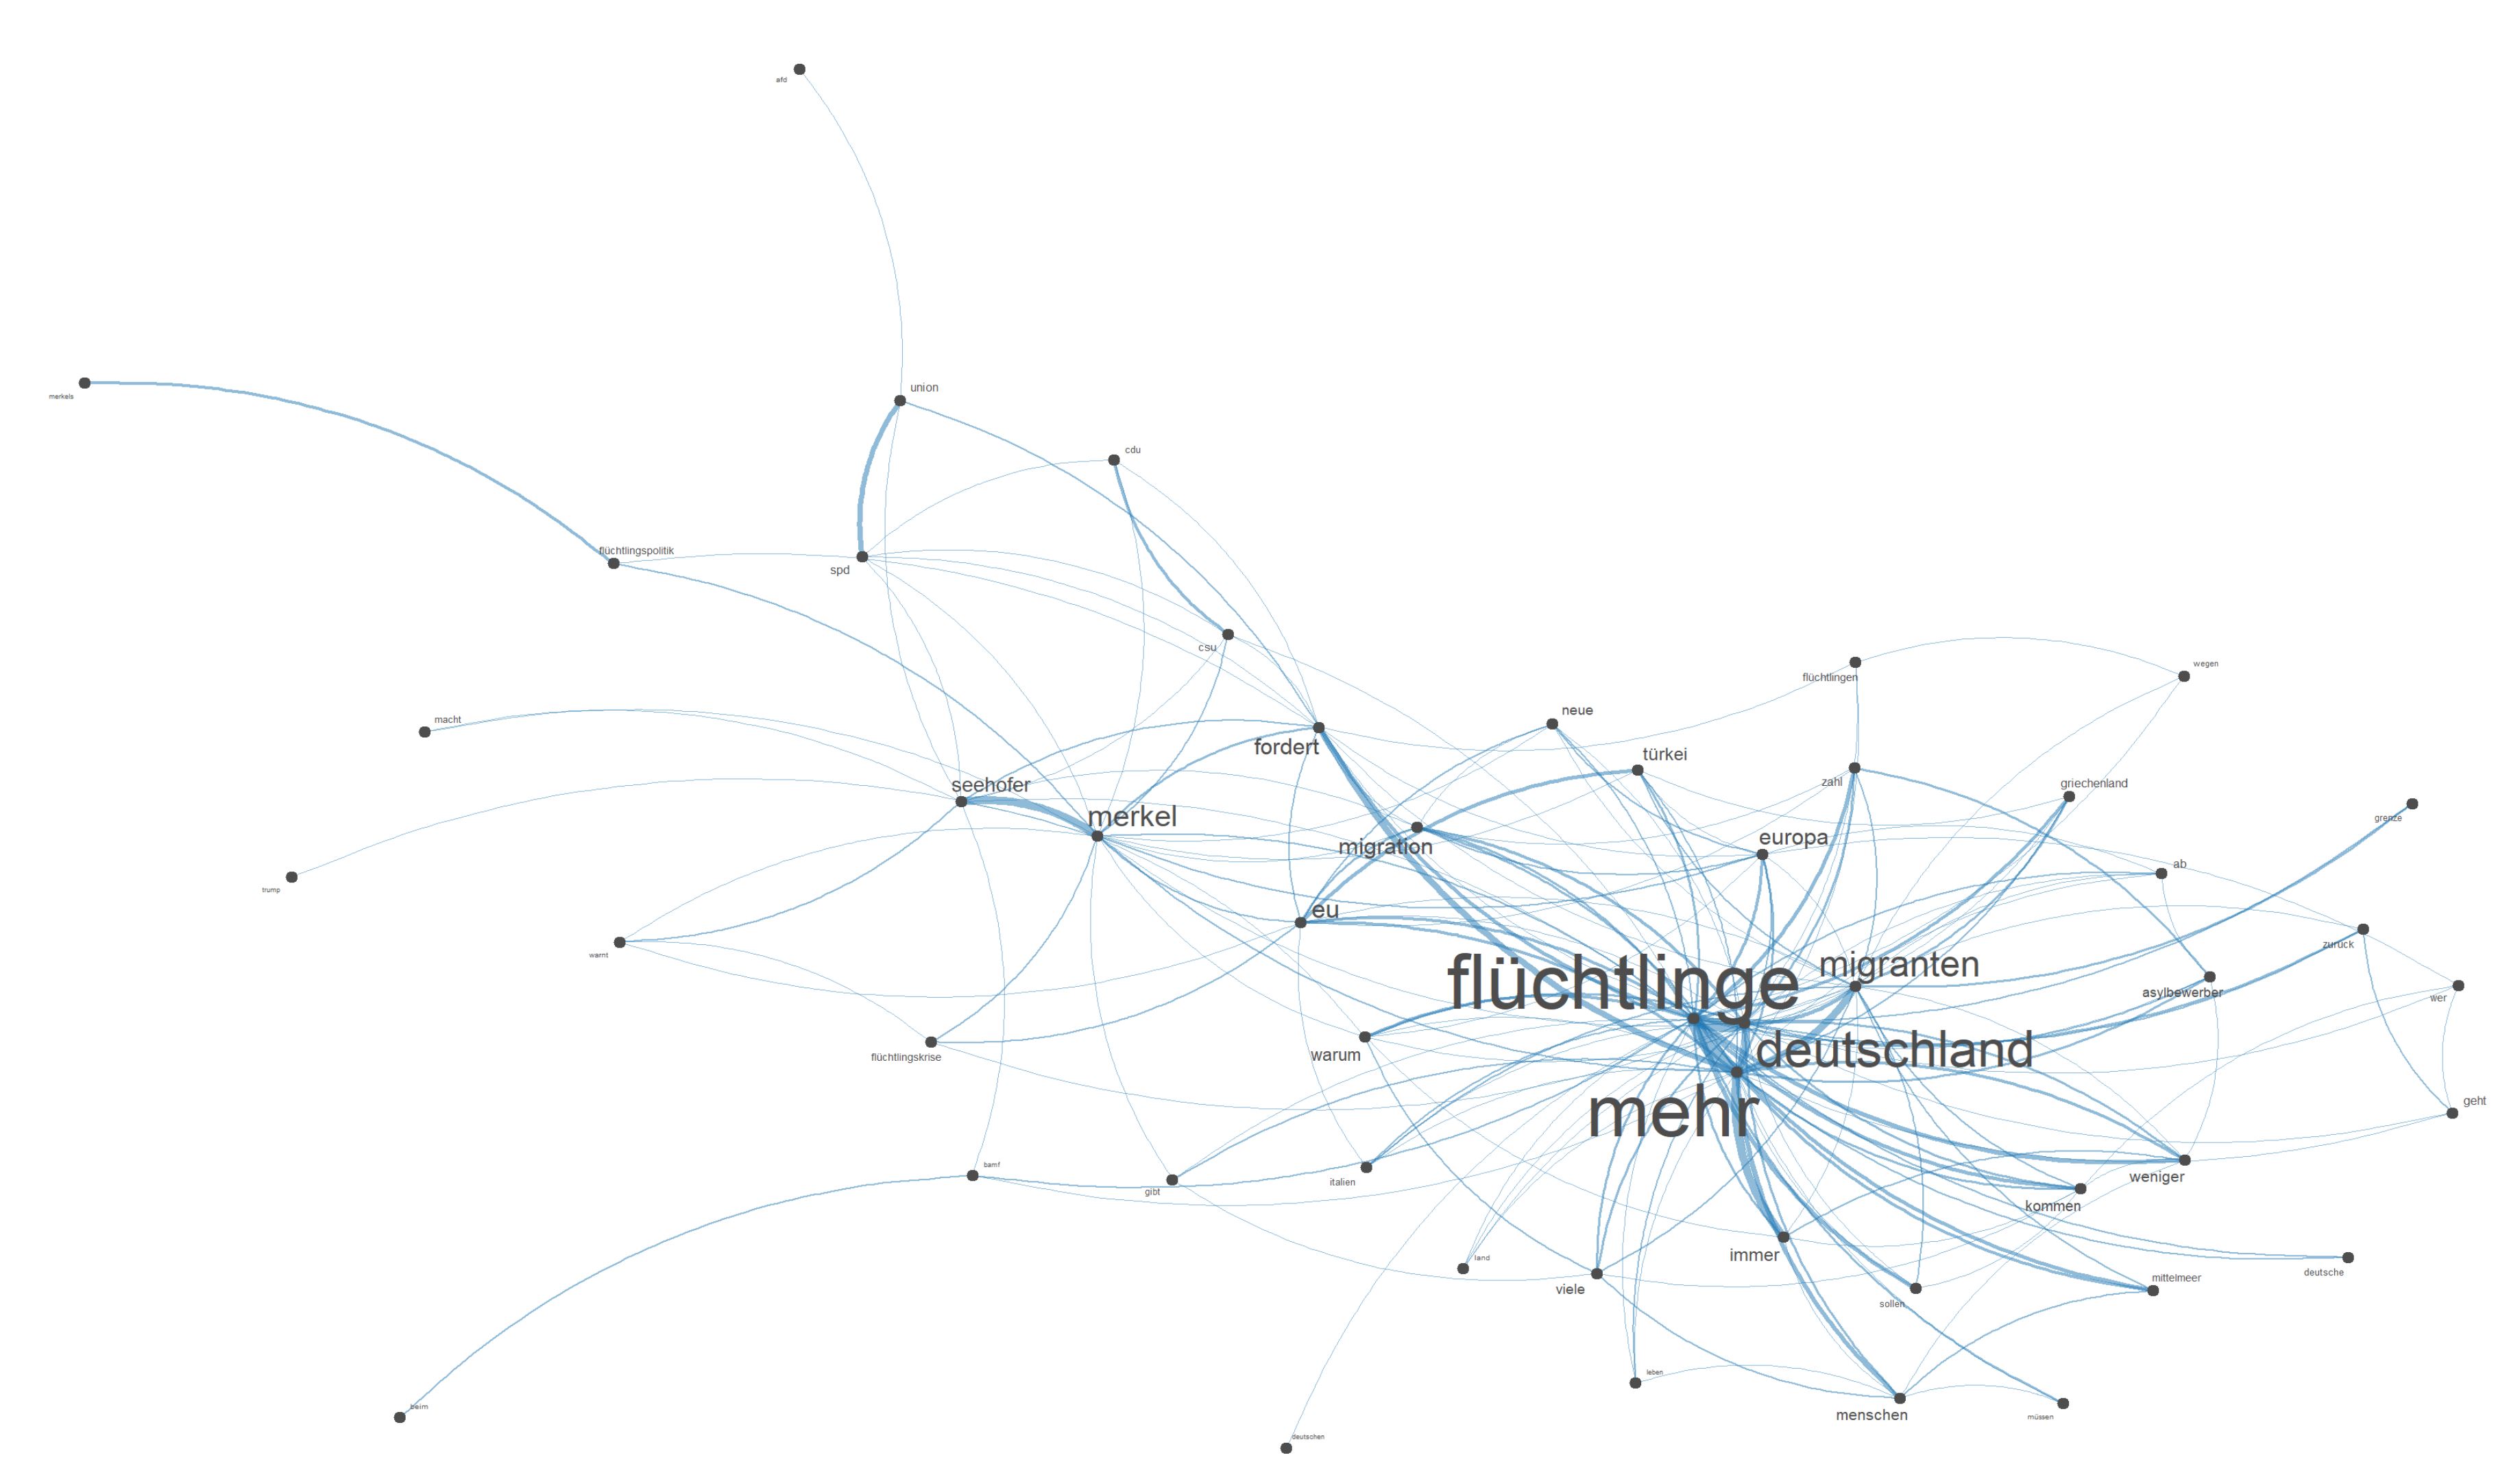 afd
union
merkels
cdu
flüchtlingspolitik
spd
csu
flüchtlingen
wegen
neue
macht
fordert
türkei
zahl
griechenland
seehofer
merkel
grenze
europa
migration
ab
trump
eu
zurück
warnt
flüchtlinge
migranten
asylbewerber
wer
deutschland
warum
flüchtlingskrise
geht
mehr
bamf
weniger
italien
gibt
kommen
immer
land
deutsche
mittelmeer
viele
sollen
leben
beim
menschen
müssen
deutschen